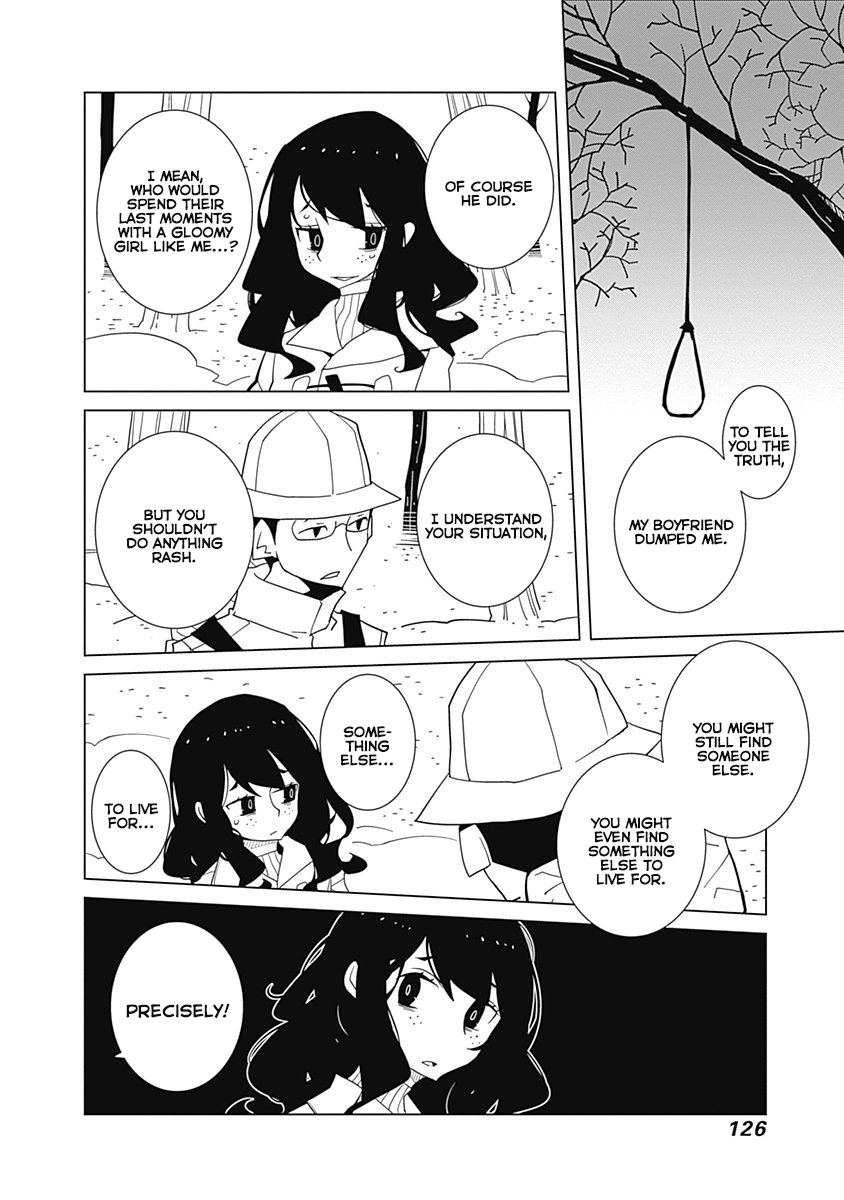 TO TELL
YOU THE
TRUTH,
MY BOYFRIEND
DUMPED ME.
OF COURSE
HE DID.
I MEAN,
WHO WOULD
SPEND THEIR
LAST MOMENTS
WITH A GLOOMY
GIRL LIKE ME...?
I UNDERSTAND
YOUR SITUATION,
BUT YOU
SHOULDN'T
DO ANYTHING
RASH.
YOU MIGHT
STILL FIND
SOMEONE
ELSE.
YOU MIGHT
EVEN FIND
SOMETHING
ELSE TO
LIVE FOR.
SOME-
THING
ELSE...
TO LIVE
FOR...
PRECISELY!
126